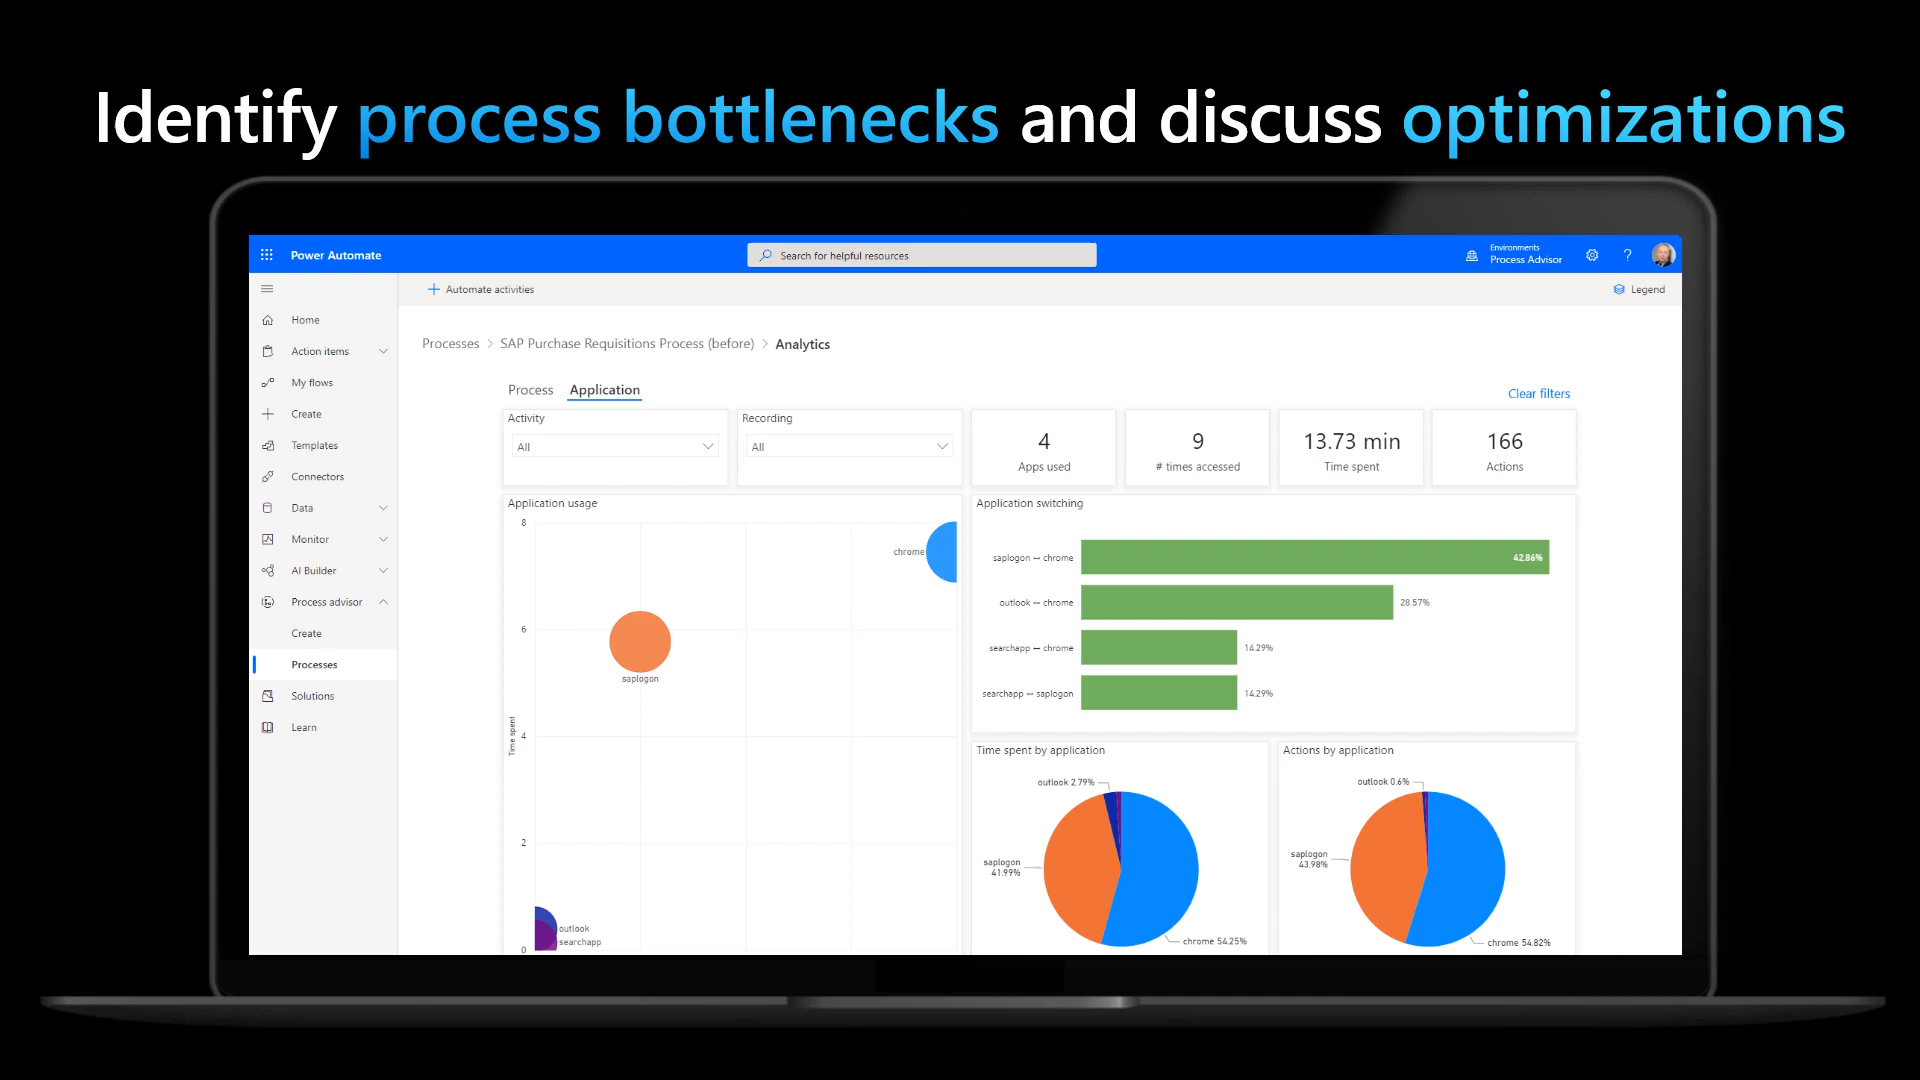 Identify process bottlenecks and discuss optimizations
Power Automate
Search for helpful resources
Environments
Process Advisor
?
Automate activities
Legend
Home
Action items
My flows
Create
Templates
Connectors
Data
Monitor
AI Builder
Process advisor
Create
Processes
Solutions
Learn
Processes > SAP Purchase Requisitions Process (before) > Analytics
Process Application
Clear filters
Activity
All
Recording
All
4
Apps used
9
# times accessed
13.73 min
Time spent
166
Actions
Application usage
8
6
4
2
0
Time spent
chrome
saplogon
outlook
searchapp
Application switching
saplogon ↔ chrome 42.86%
outlook ↔ chrome 28.57%
searchapp ↔ chrome 14.29%
searchapp ↔ saplogon 14.29%
Time spent by application
outlook 2.79%
saplogon
41.99%
chrome 54.25%
Actions by application
outlook 0.6%
saplogon
43.98%
chrome 54.82%